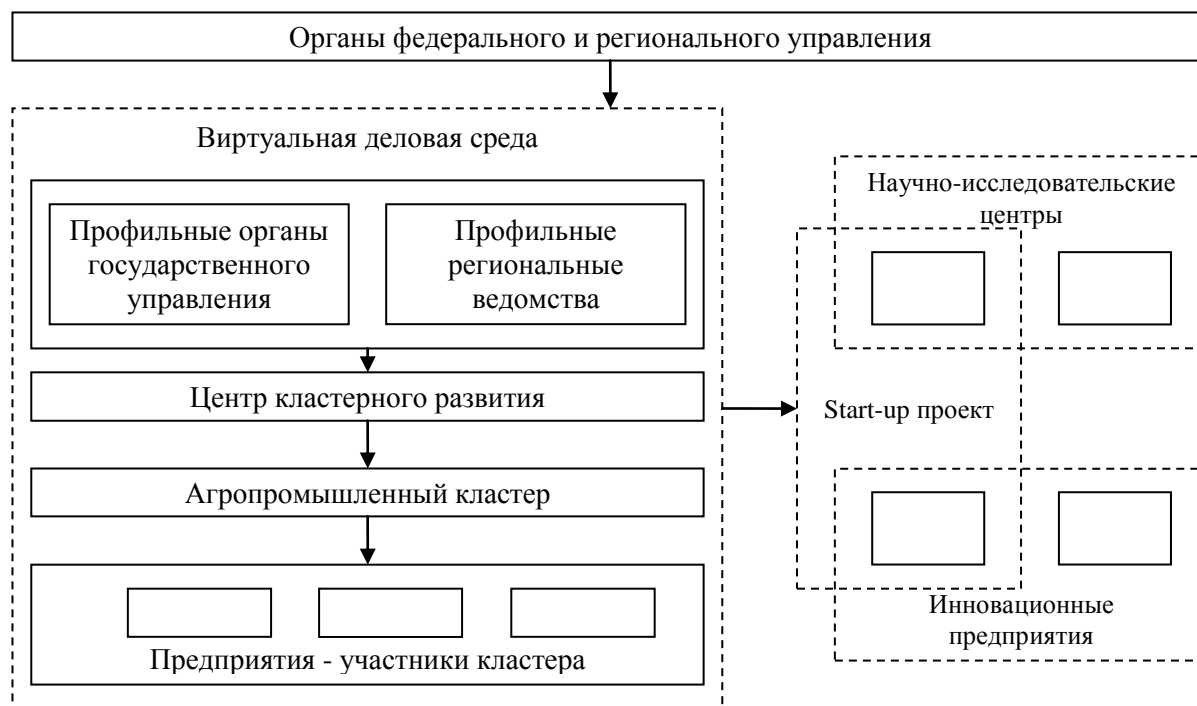 Органы федерального и регионального управления
Виртуальная деловая среда
Профильные органы
государственного
управления
Профильные
региональные
ведомства
Центр кластерного развития
Агропромышленный кластер
Предприятия - участники кластера
Научно-исследовательские
центры
Start-up проект
Инновационные
предприятия